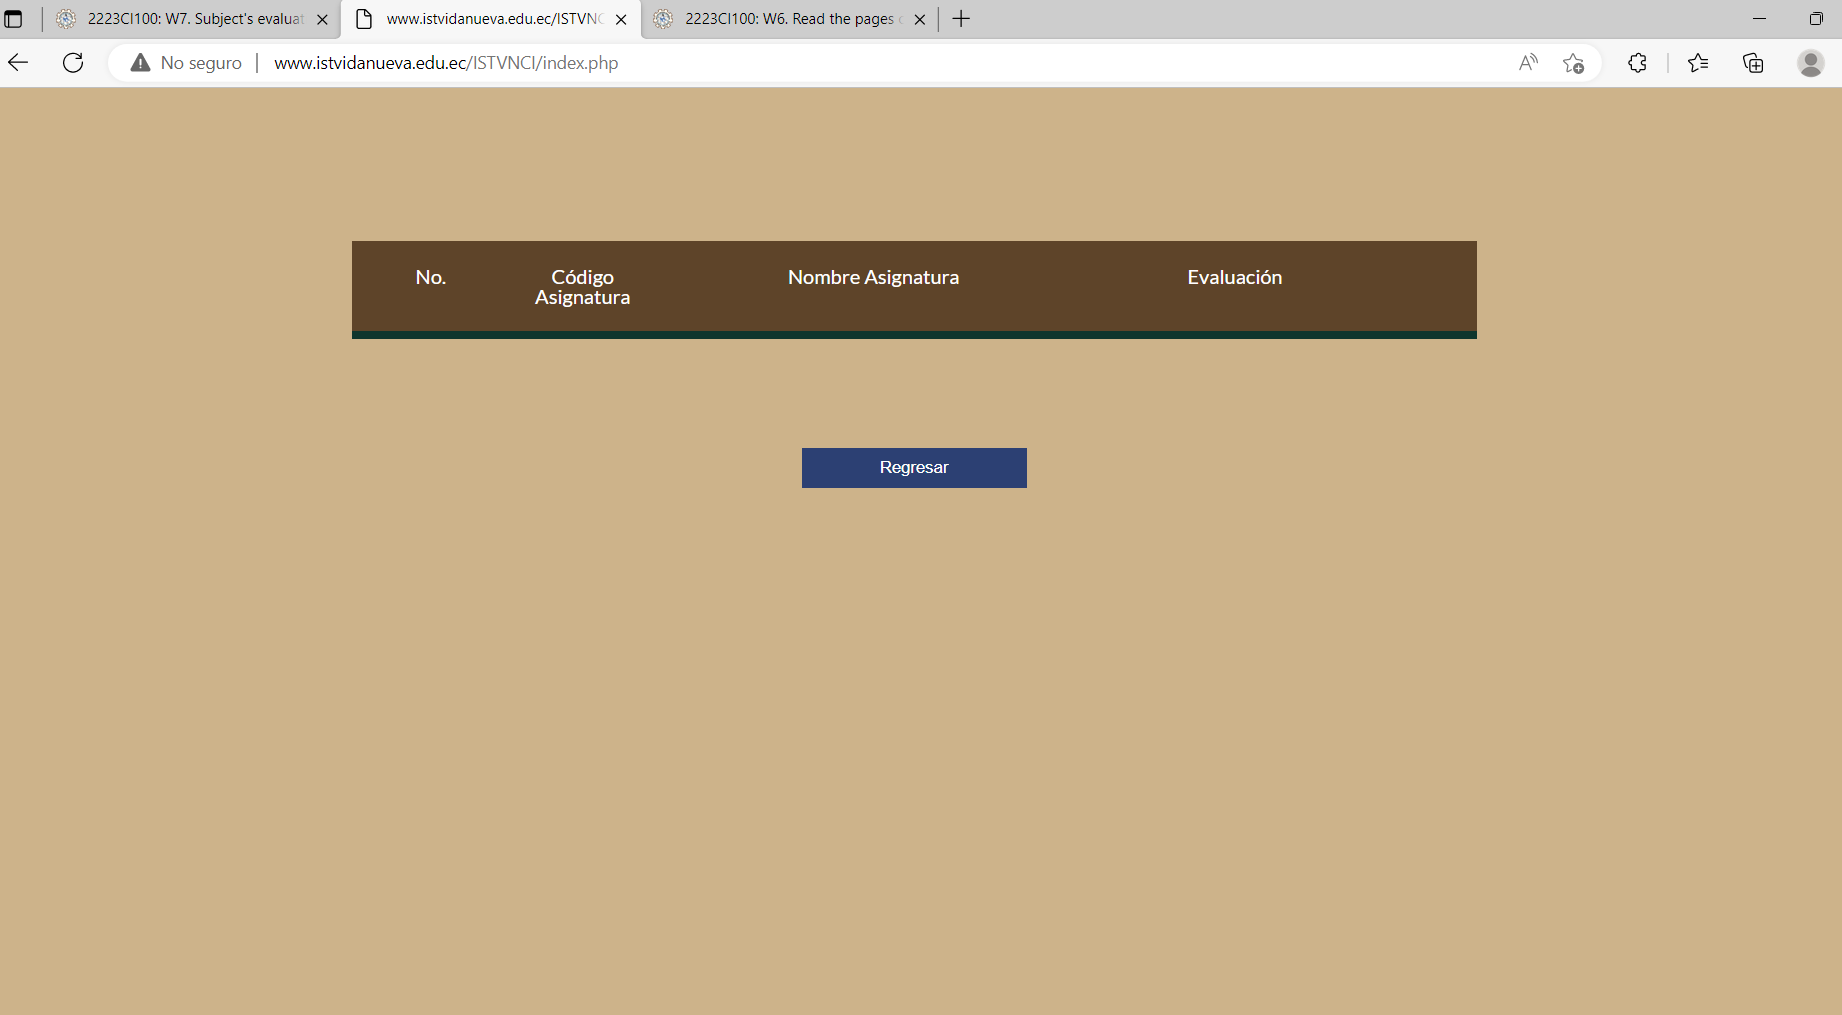 2223CI100: W7. Subject's evaluat
www.istvidanueva.edu.ec/ISTVNC
2223CI100: W6. Read the pages
No seguro
www.istvidanueva.edu.ec/ISTVNCI/index.php
No.
Código
Asignatura
Nombre Asignatura
Evaluación
Regresar